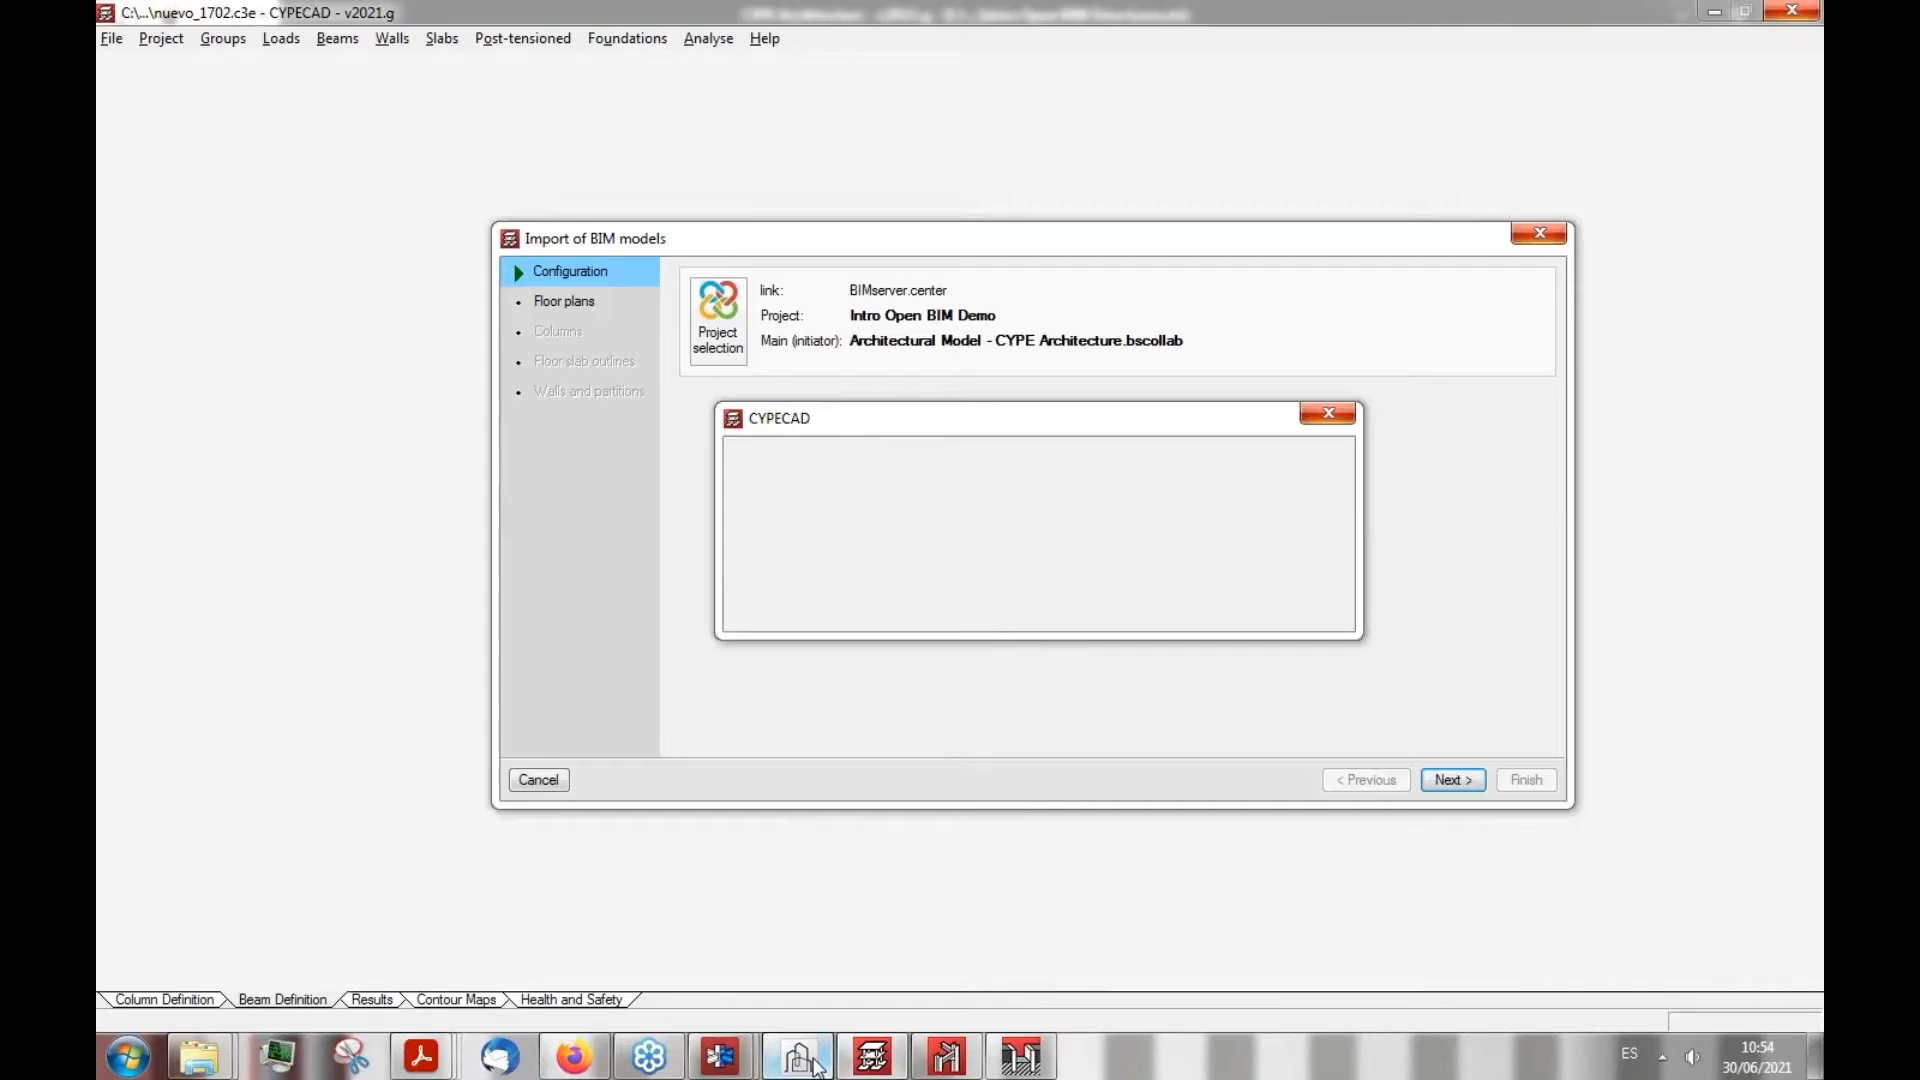 C:\...\nuevo_1702.c3e - CYPECAD - v2021.g
File Project Groups Loads Beams Walls Slabs Post-tensioned Foundations Analyse Help
Import of BIM models
Configuration
Floor plans
Columns
Floor slab outlines
Walls and partitions
Project selection
link: BIMserver.center
Project: Intro Open BIM Demo
Main (initiator): Architectural Model - CYPE Architecture.bscollab
CYPECAD
Cancel
< Previous Next > Finish
Column Definition Beam Definition Results Contour Maps Health and Safety
ES
10:54
30/06/2021